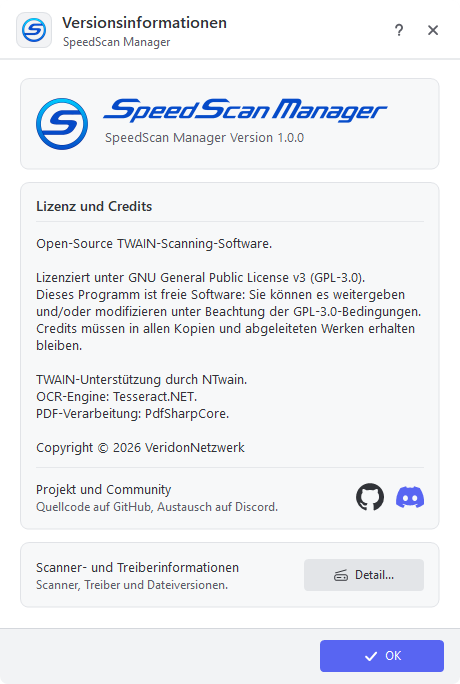 Versionsinformationen
SpeedScan Manager
?
SpeedScan Manager
SpeedScan Manager Version 1.0.0
Lizenz und Credits
Open-Source TWAIN-Scanning-Software.
Lizenziert unter GNU General Public License v3 (GPL-3.0).
Dieses Programm ist freie Software: Sie können es weitergeben
und/oder modifizieren unter Beachtung der GPL-3.0-Bedingungen.
Credits müssen in allen Kopien und abgeleiteten Werken erhalten
bleiben.
TWAIN-Unterstützung durch NTwain.
OCR-Engine: Tesseract.NET.
PDF-Verarbeitung: PdfSharpCore.
Copyright © 2026 VeridonNetzwerk
Projekt und Community
Quellcode auf GitHub, Austausch auf Discord.
Scanner- und Treiberinformationen
Scanner, Treiber und Dateiversionen.
Detail...
OK